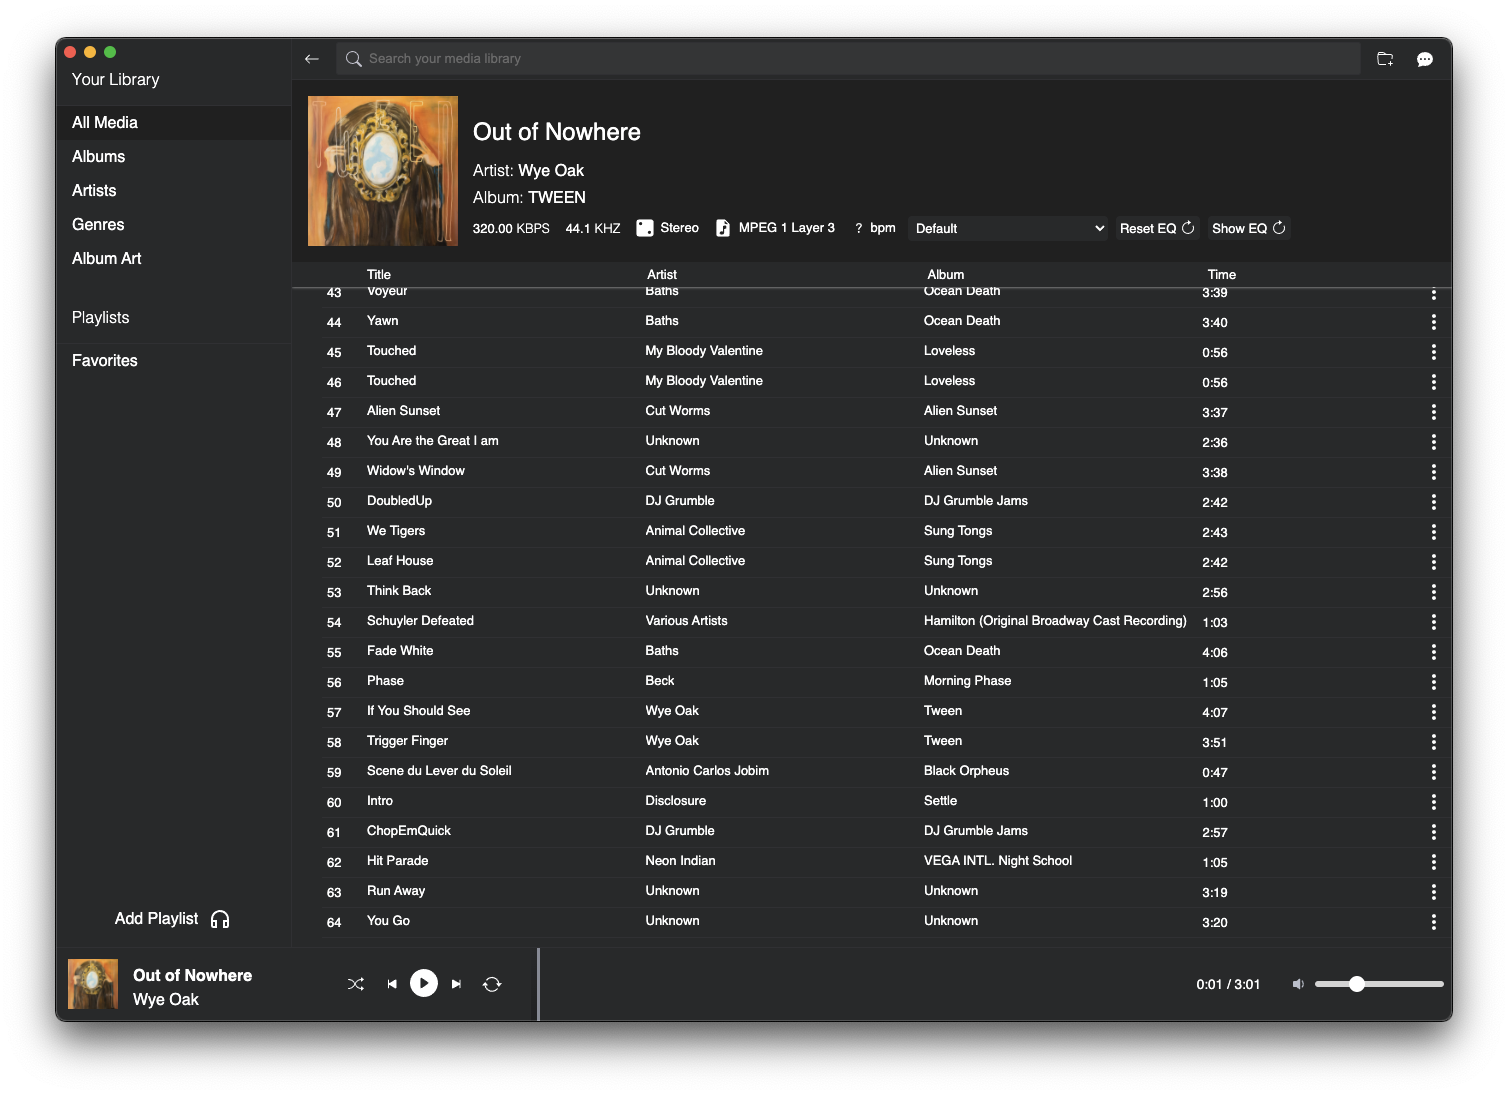 Your Library
All Media
Albums
Artists
Genres
Album Art
Playlists
Favorites
Add Playlist
Search your media library
Out of Nowhere
Artist: Wye Oak
Album: TWEEN
320.00 KBPS 44.1 KHZ Stereo MPEG 1 Layer 3 ? bpm Default Reset EQ Show EQ
Title Artist Album Time
43 Voyeur Baths Ocean Death 3:39
44 Yawn Baths Ocean Death 3:40
45 Touched My Bloody Valentine Loveless 0:56
46 Touched My Bloody Valentine Loveless 0:56
47 Alien Sunset Cut Worms Alien Sunset 3:37
48 You Are the Great I am Unknown Unknown 2:36
49 Widow's Window Cut Worms Alien Sunset 3:38
50 DoubledUp DJ Grumble DJ Grumble Jams 2:42
51 We Tigers Animal Collective Sung Tongs 2:43
52 Leaf House Animal Collective Sung Tongs 2:42
53 Think Back Unknown Unknown 2:56
54 Schuyler Defeated Various Artists Hamilton (Original Broadway Cast Recording) 1:03
55 Fade White Baths Ocean Death 4:06
56 Phase Beck Morning Phase 1:05
57 If You Should See Wye Oak Tween 4:07
58 Trigger Finger Wye Oak Tween 3:51
59 Scene du Lever du Soleil Antonio Carlos Jobim Black Orpheus 0:47
60 Intro Disclosure Settle 1:00
61 ChopEmQuick DJ Grumble DJ Grumble Jams 2:57
62 Hit Parade Neon Indian VEGA INTL. Night School 1:05
63 Run Away Unknown Unknown 3:19
64 You Go Unknown Unknown 3:20
Out of Nowhere
Wye Oak
0:01 / 3:01